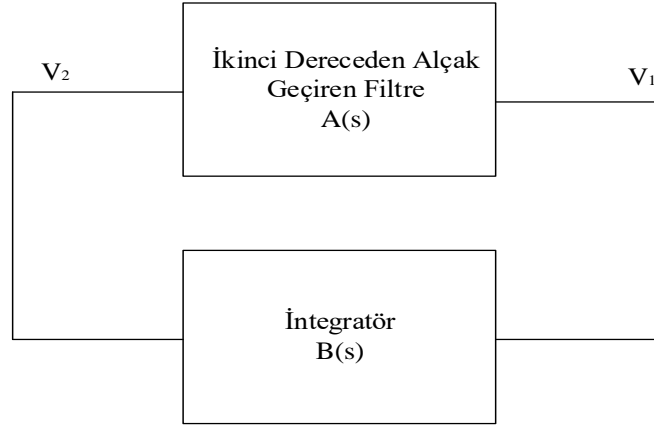 V₂
İkinci Dereceden Alçak
Geçiren Filtre
A(s)
V₁
İntegratör
B(s)